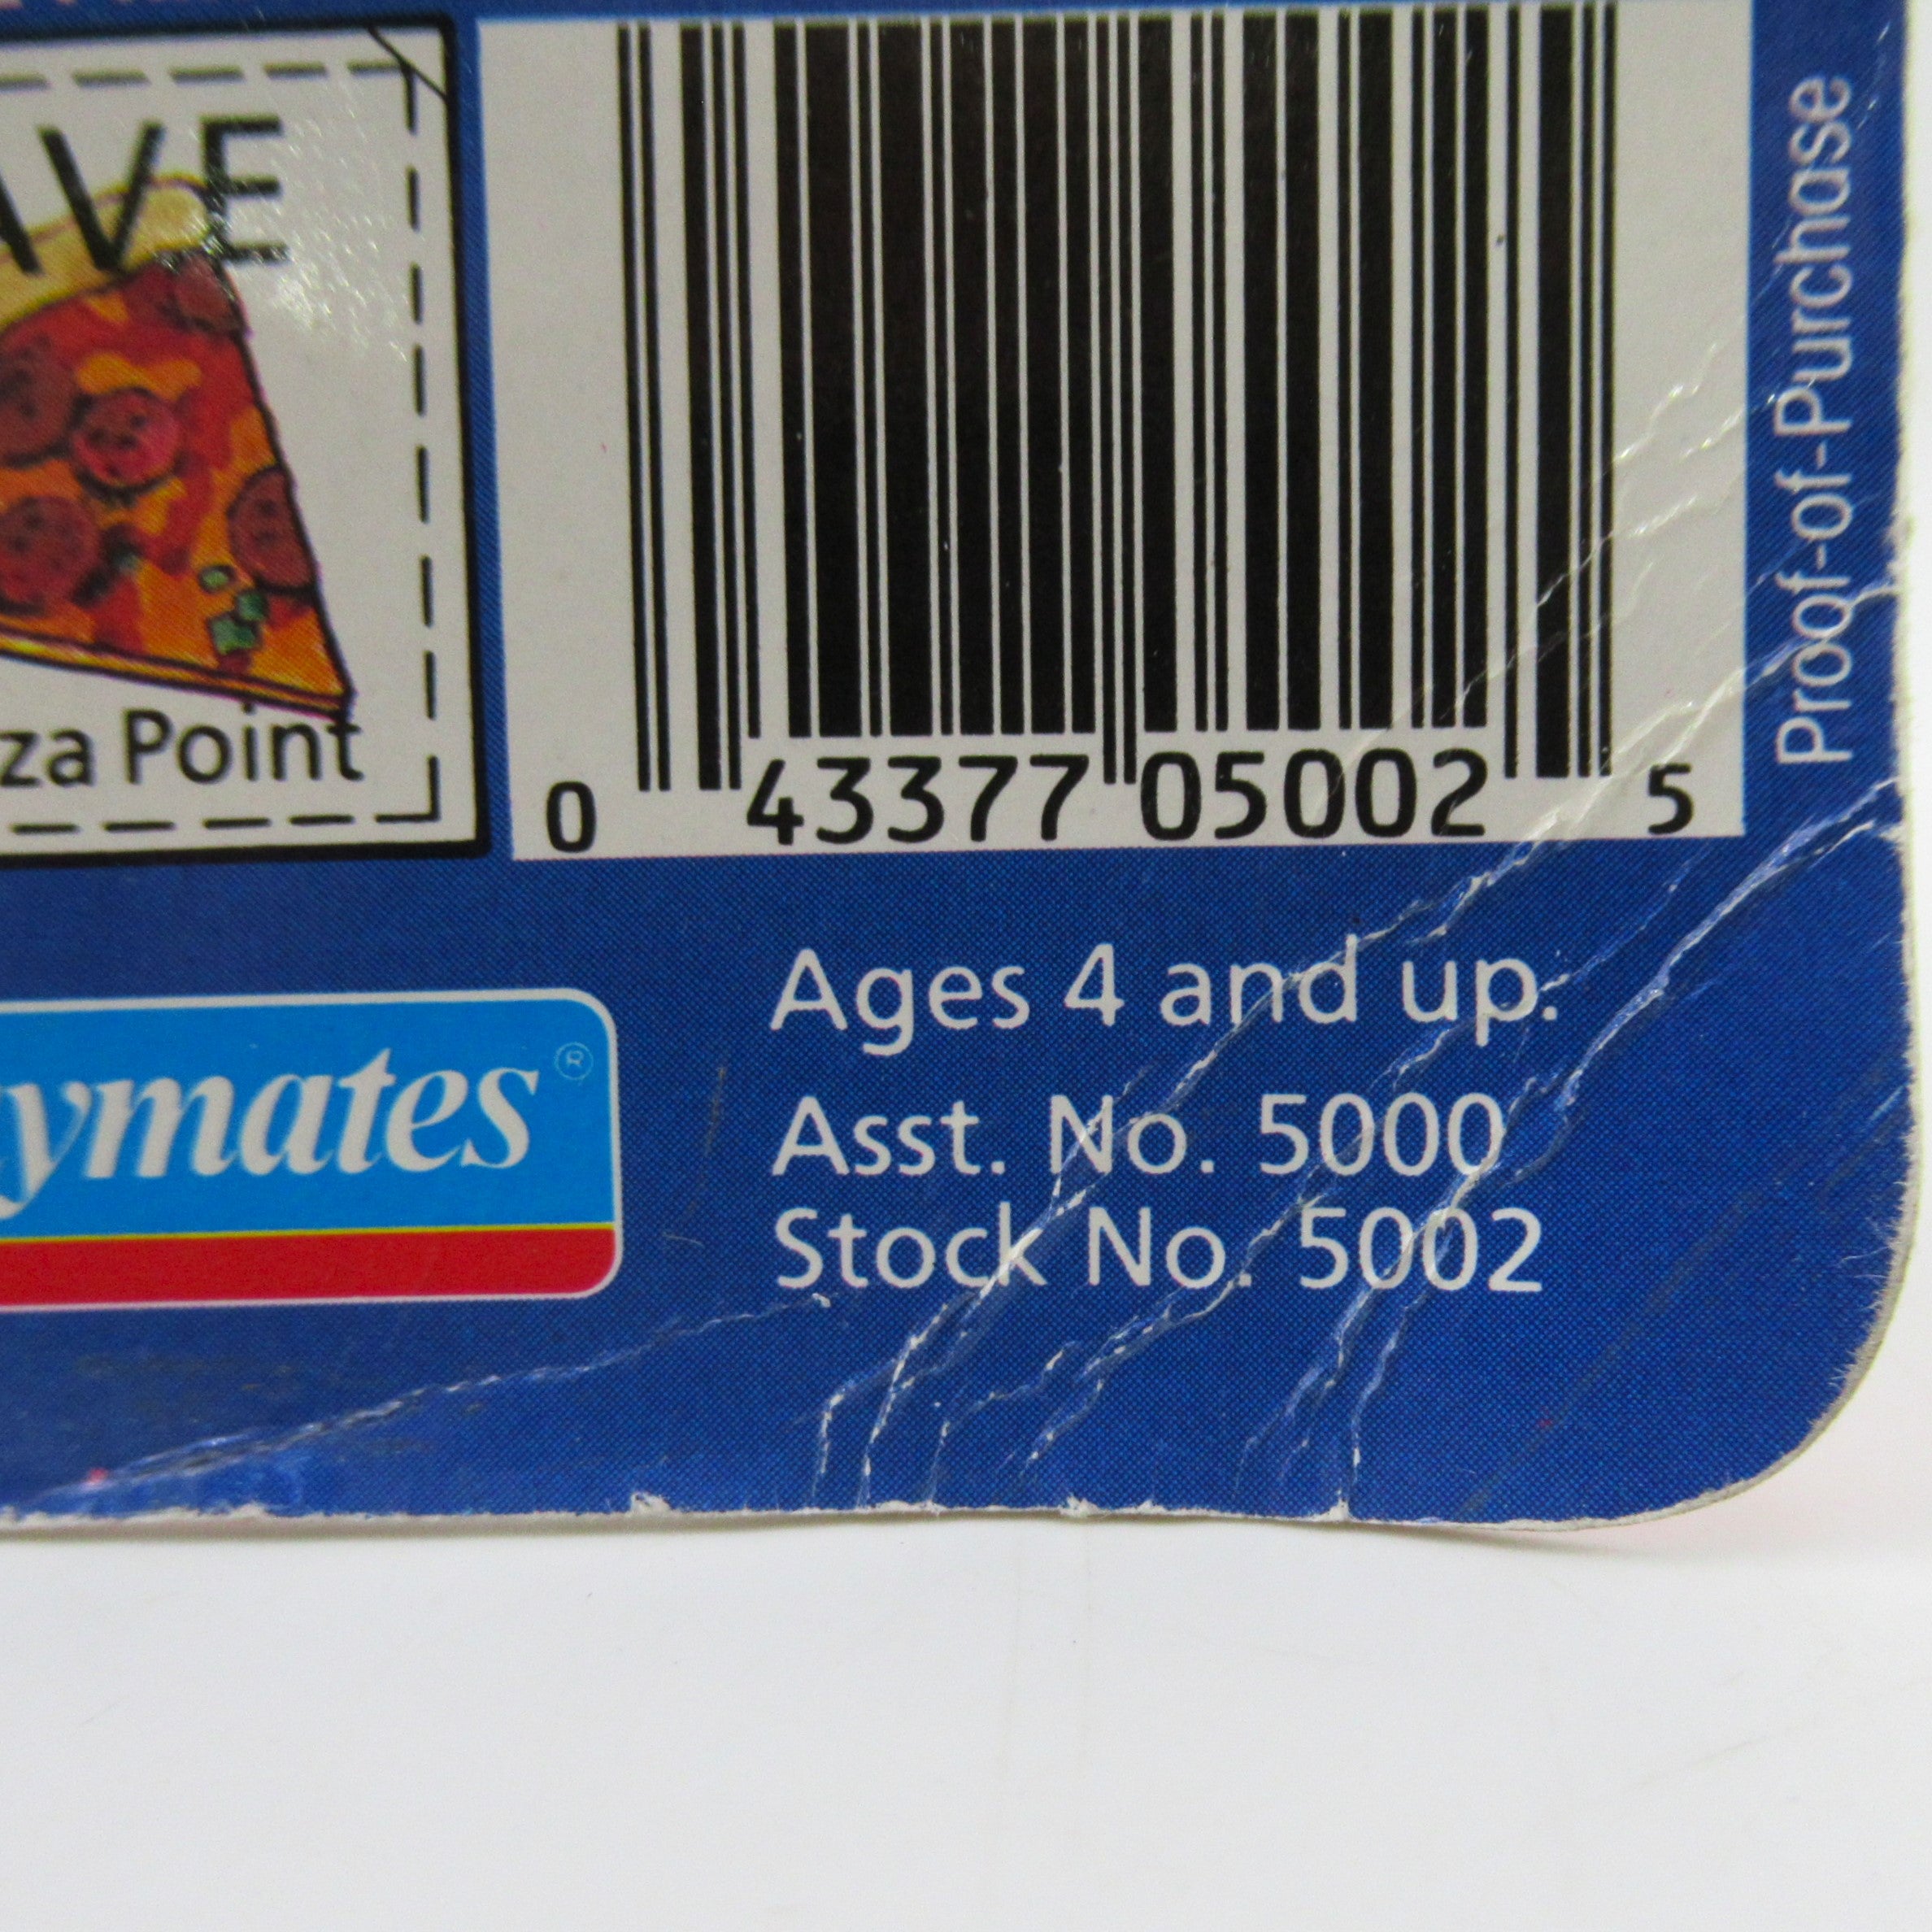 AVE
zza Point
0 43377 05002 5
Proof-of-Purchase
ymates®
Ages 4 and up.
Asst. No. 5000
Stock No. 5002